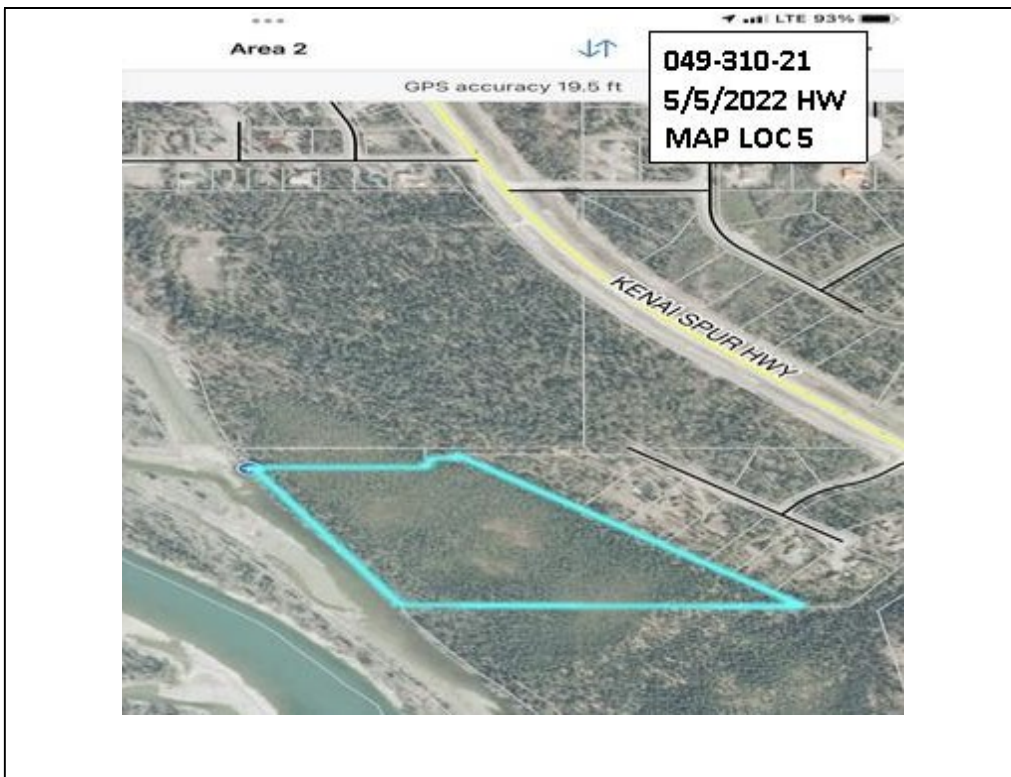 LTE 93%
Area 2
GPS accuracy 19.5 ft
049-310-21
5/5/2022 HW
MAP LOC 5
KENAI SPUR HWY